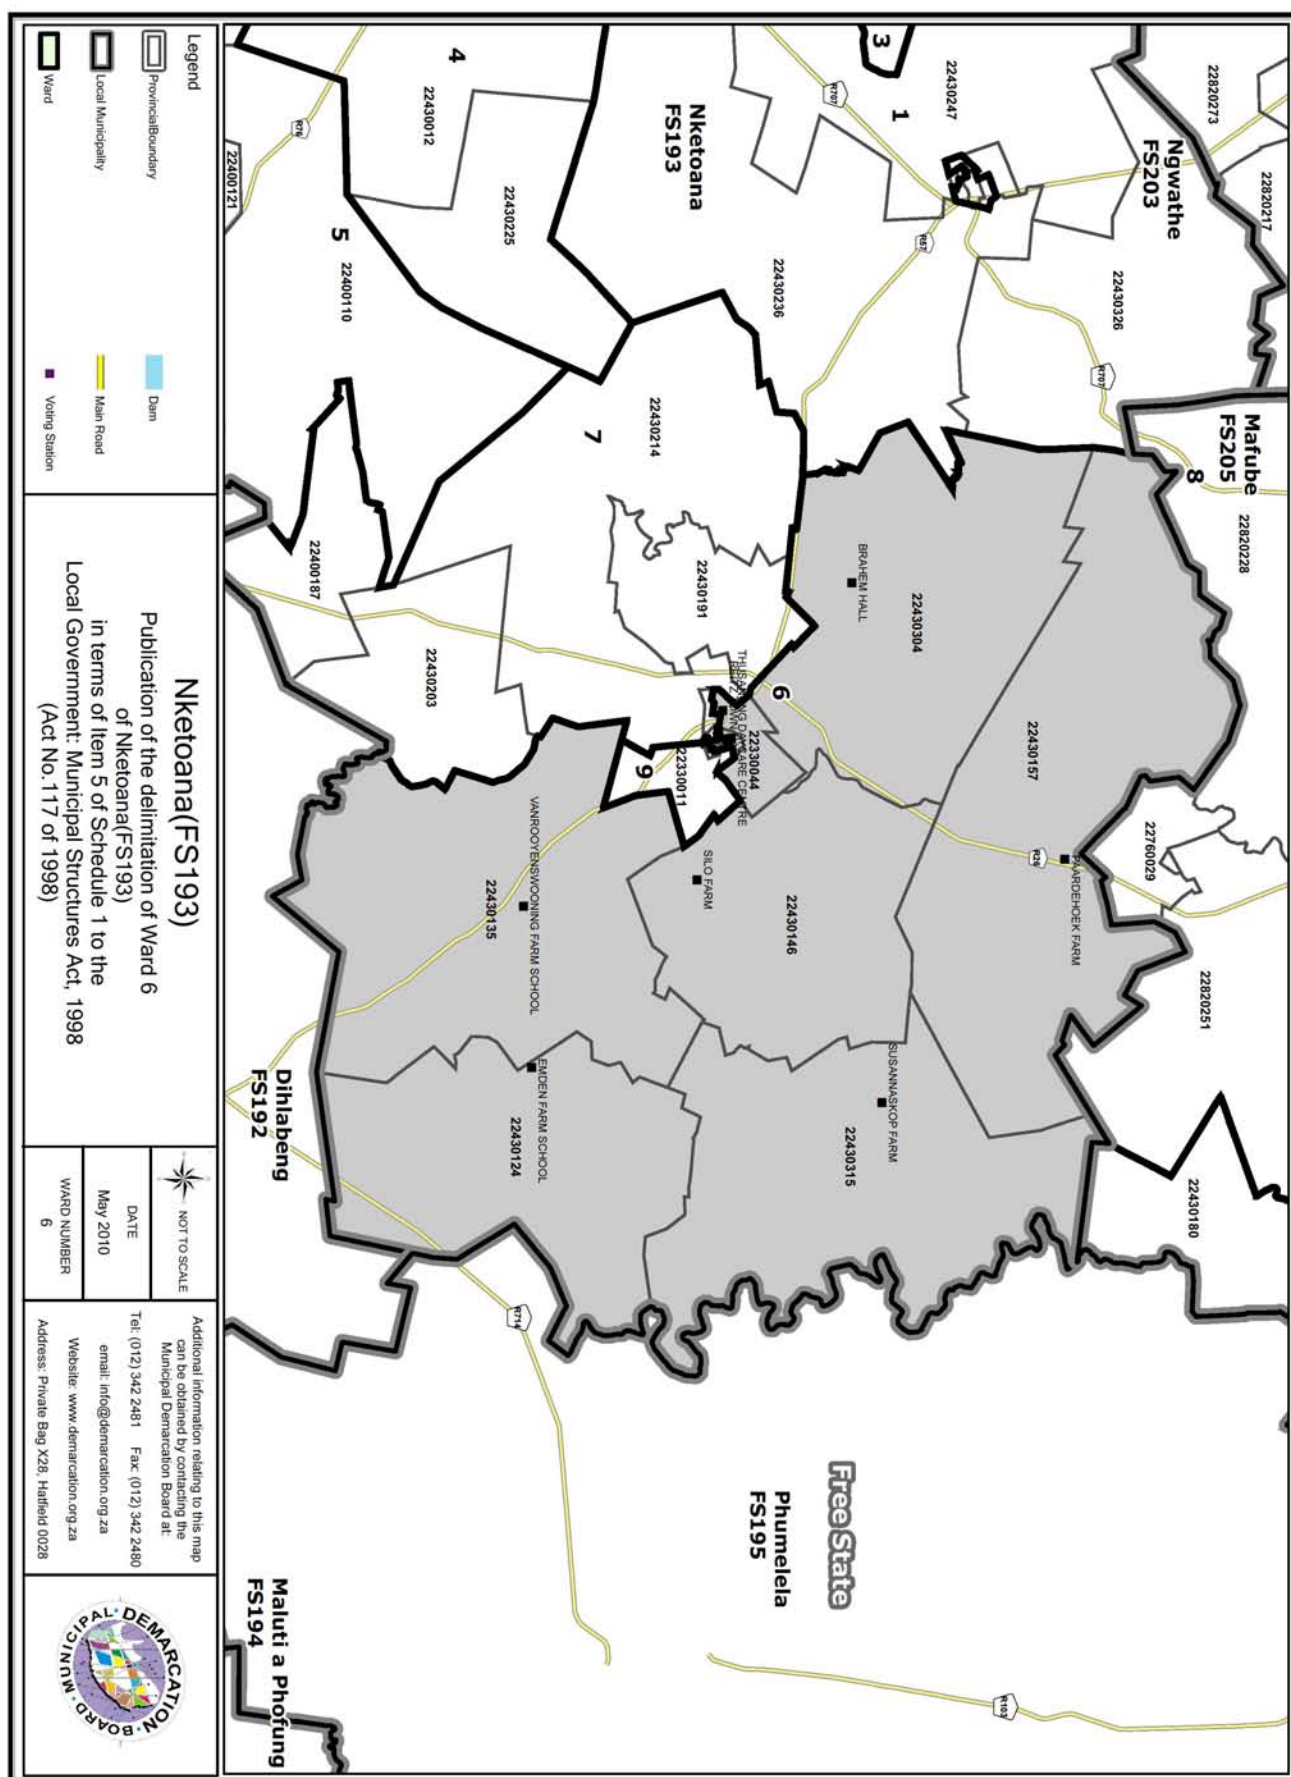 22820273
22820217
Ngwathe
FS203
22430247
3
1
R707
22430326
R707
Mafube
FS205
8
22820228
Nketoana
FS193
R57
22430236
4
22430012
22430225
R76
22400121
5
22400110
22430214
7
22430191
22400187
22430203
BRAHEM HALL
22430304
22430157
6
THUSANANG DAYCARE CENTRE
22330044
22330011
9
R26
PAARDEHOEK FARM
22760029
22820251
22430180
SILO FARM
22430146
VANROOYENSWOONING FARM SCHOOL
22430135
SUSANNASKOP FARM
22430315
EMDEN FARM SCHOOL
22430124
Dihlabeng
FS192
R714
Free State
Phumelela
FS195
R103
Maluti a Phofung
FS194
Legend
ProvincialBoundary
Local Municipality
Ward
Dam
Main Road
Voting Station
Nketoana(FS193)
Publication of the delimitation of Ward 6
of Nketoana(FS193)
in terms of Item 5 of Schedule 1 to the
Local Government: Municipal Structures Act, 1998
(Act No.117 of 1998)
NOT TO SCALE
DATE
May 2010
WARD NUMBER
6
Additional information relating to this map
can be obtained by contacting the
Municipal Demarcation Board at:
Tel: (012) 342 2481 Fax: (012) 342 2480
email: info@demarcation.org.za
Website: www.demarcation.org.za
Address: Private Bag X28, Hatfield 0028
MUNICIPAL DEMARCATION BOARD